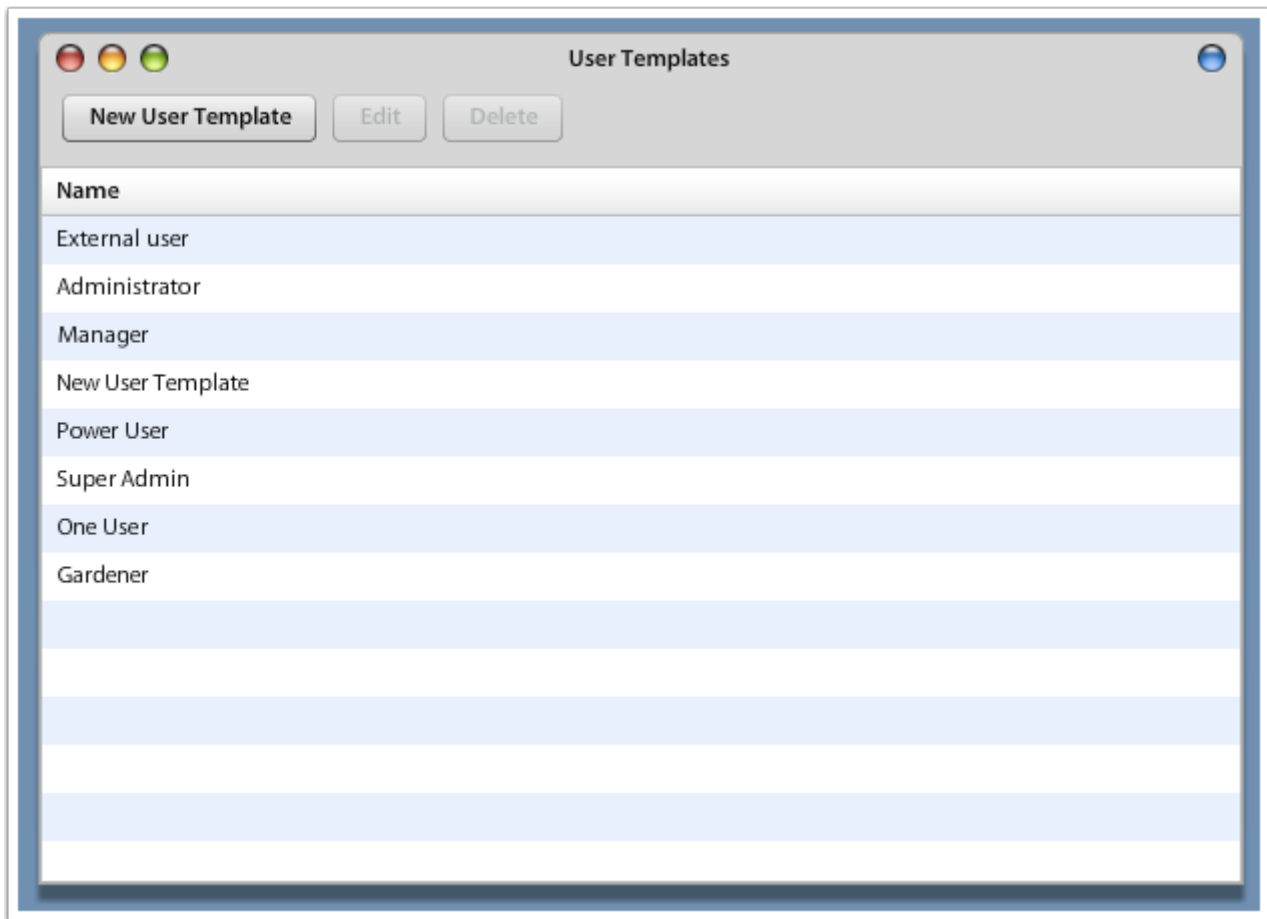 User Templates
New User Template Edit Delete
Name
External user
Administrator
Manager
New User Template
Power User
Super Admin
One User
Gardener